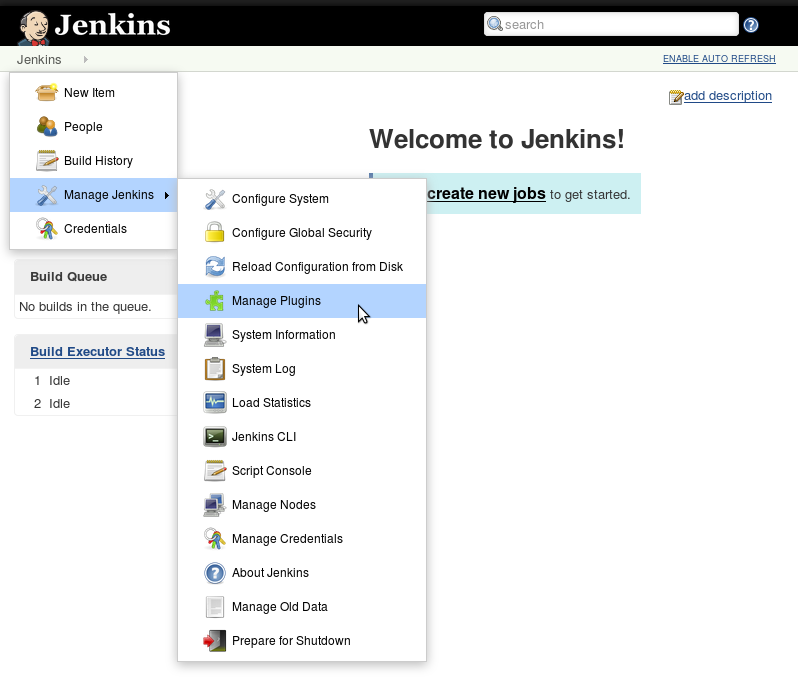 Jenkins
search
Jenkins
ENABLE AUTO REFRESH
New Item
People
Build History
Manage Jenkins
Credentials
add description
Welcome to Jenkins!
create new jobs to get started.
Configure System
Configure Global Security
Reload Configuration from Disk
Manage Plugins
System Information
System Log
Load Statistics
Jenkins CLI
Script Console
Manage Nodes
Manage Credentials
About Jenkins
Manage Old Data
Prepare for Shutdown
Build Queue
No builds in the queue.
Build Executor Status
1 Idle
2 Idle